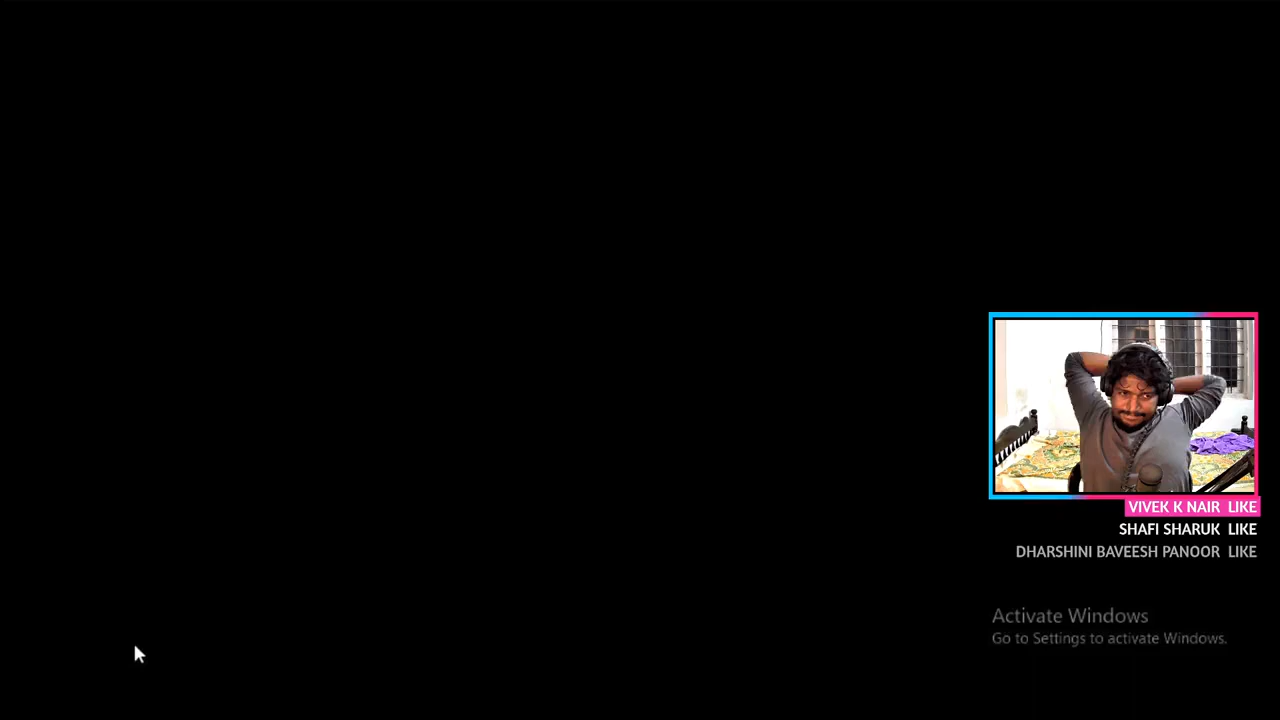 VIVEK K NAIR LIKE
SHAFI SHARUK LIKE
DHARSHINI BAVEESH PANOOR LIKE
Activate Windows
Go to Settings to activate Windows.